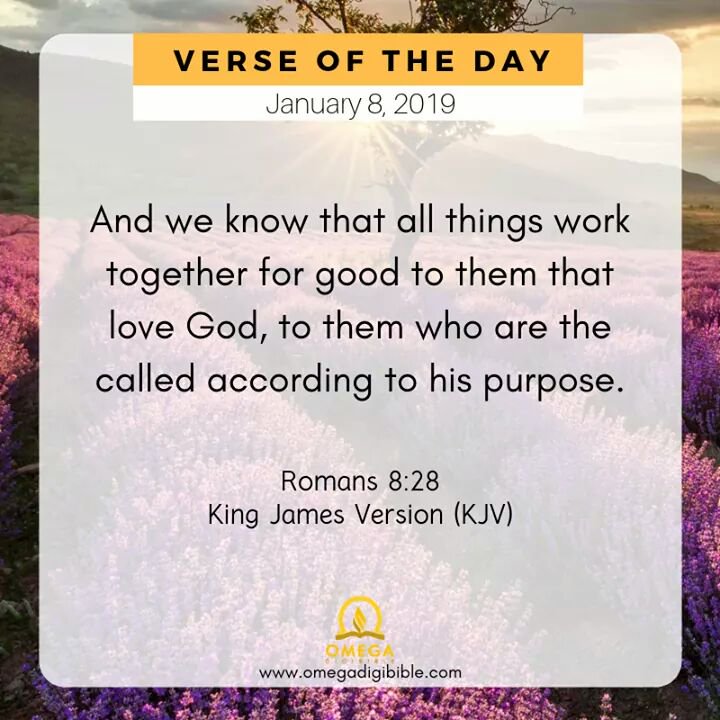 VERSE OF THE DAY
January 8, 2019
And we know that all things work
together for good to them that
love God, to them who are the
called according to his purpose.
Romans 8:28
King James Version (KJV)
OMEGA
DIGIBIBLE
www.omegadigibible.com